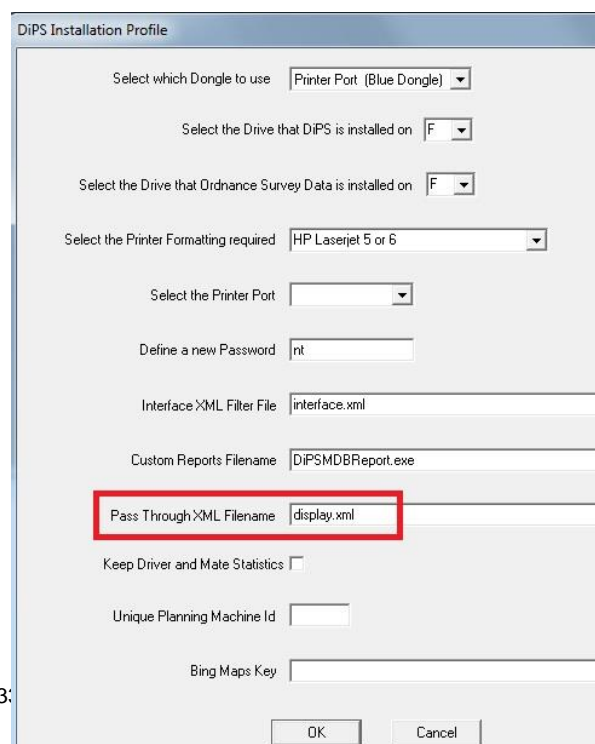 DiPS Installation Profile
Select which Dongle to use Printer Port (Blue Dongle)
Select the Drive that DiPS is installed on F
Select the Drive that Ordnance Survey Data is installed on F
Select the Printer Formatting required HP Laserjet 5 or 6
Select the Printer Port
Define a new Password nt
Interface XML Filter File interface.xml
Custom Reports Filename DiPSMDBReport.exe
Pass Through XML Filename display.xml
Keep Driver and Mate Statistics
Unique Planning Machine Id
Bing Maps Key
OK Cancel